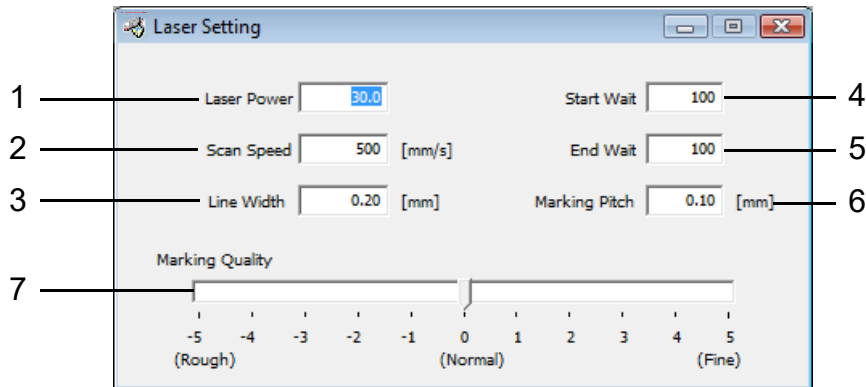 Laser Setting
1 Laser Power 30.0 Start Wait 100 4
2 Scan Speed 500 [mm/s] End Wait 100 5
3 Line Width 0.20 [mm] Marking Pitch 0.10 [mm] 6
Marking Quality
7
-5 -4 -3 -2 -1 0 1 2 3 4 5
(Rough) (Normal) (Fine)